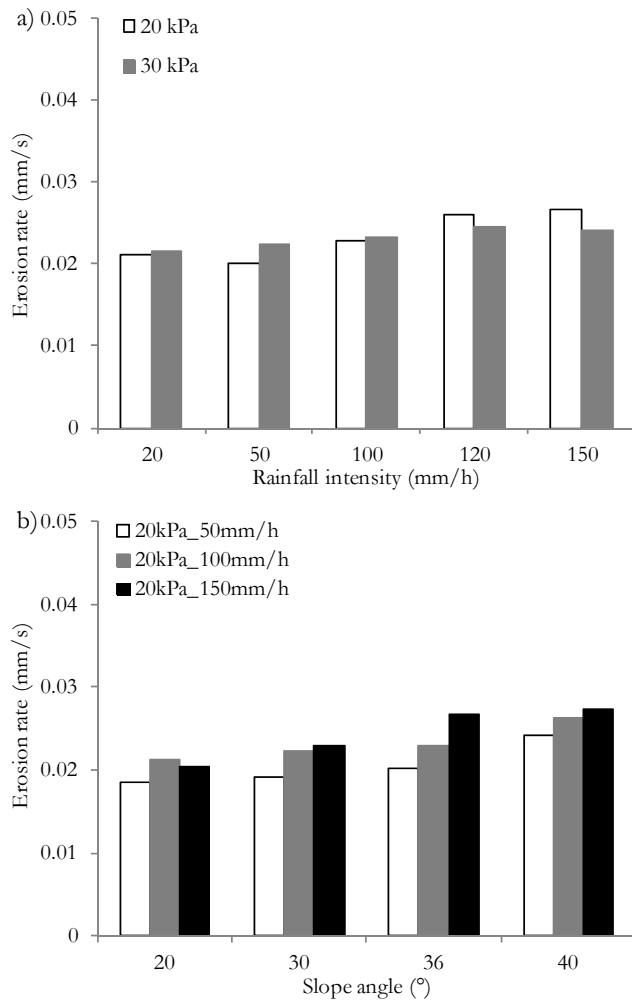 a)
0.05
0.04
0.03
0.02
0.01
0
Erosion rate (mm/s)
20 kPa
30 kPa
20 50 100 120 150
Rainfall intensity (mm/h)
b)
0.05
0.04
0.03
0.02
0.01
0
Erosion rate (mm/s)
20kPa_50mm/h
20kPa_100mm/h
20kPa_150mm/h
20 30 36 40
Slope angle (°)